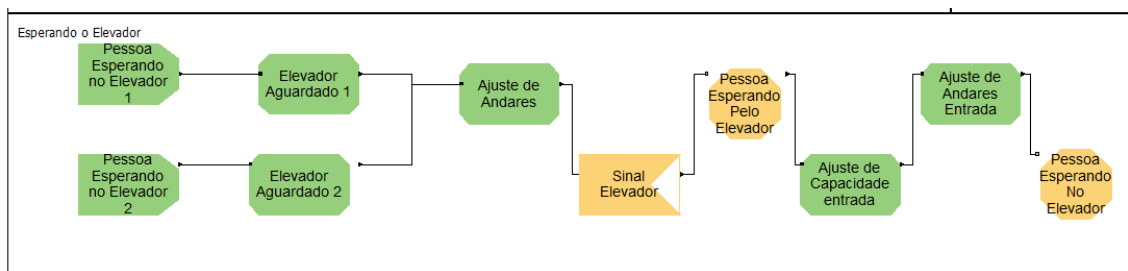 Esperando o Elevador
Pessoa
Esperando
no Elevador
1
Elevador
Aguardado 1
Pessoa
Esperando
no Elevador
2
Elevador
Aguardado 2
Ajuste de
Andares
Sinal
Elevador
Pessoa
Esperando
Pelo
Elevador
Ajuste de
Capacidade
entrada
Ajuste de
Andares
Entrada
Pessoa
Esperando
No
Elevador